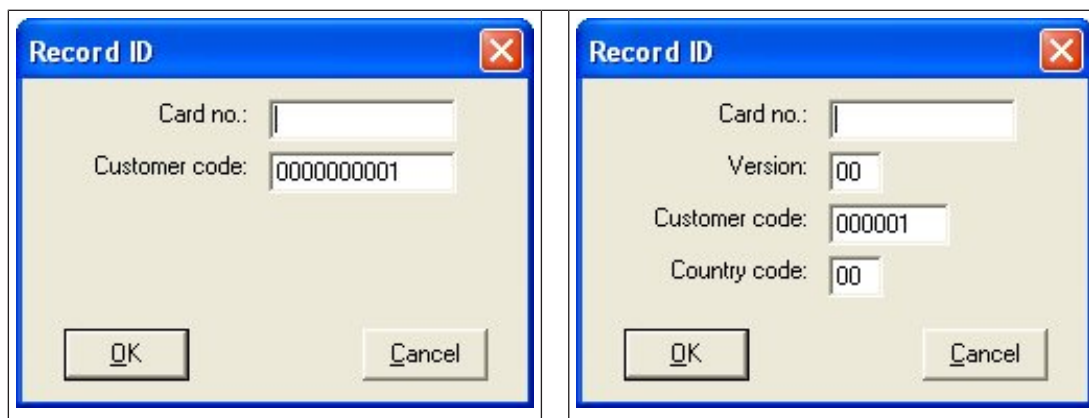 Record ID
Card no.:
Customer code: 0000000001
OK
Cancel
Record ID
Card no.:
Version: 00
Customer code: 000001
Country code: 00
OK
Cancel